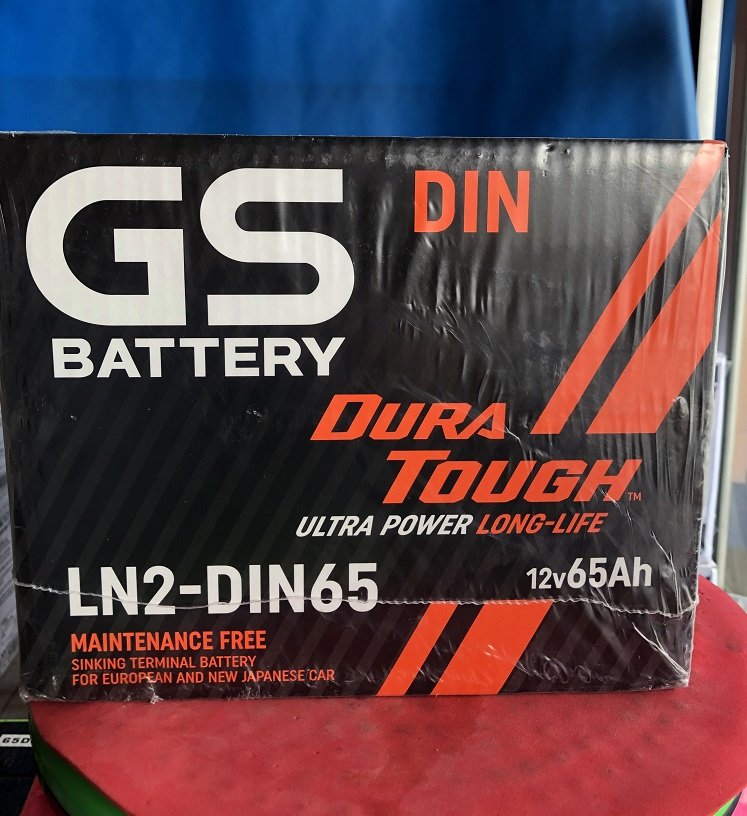 GS
DIN
BATTERY
DURA
TOUGH™
ULTRA POWER LONG-LIFE
LN2-DIN65
12v65Ah
MAINTENANCE FREE
SINKING TERMINAL BATTERY
FOR EUROPEAN AND NEW JAPANESE CAR
65D